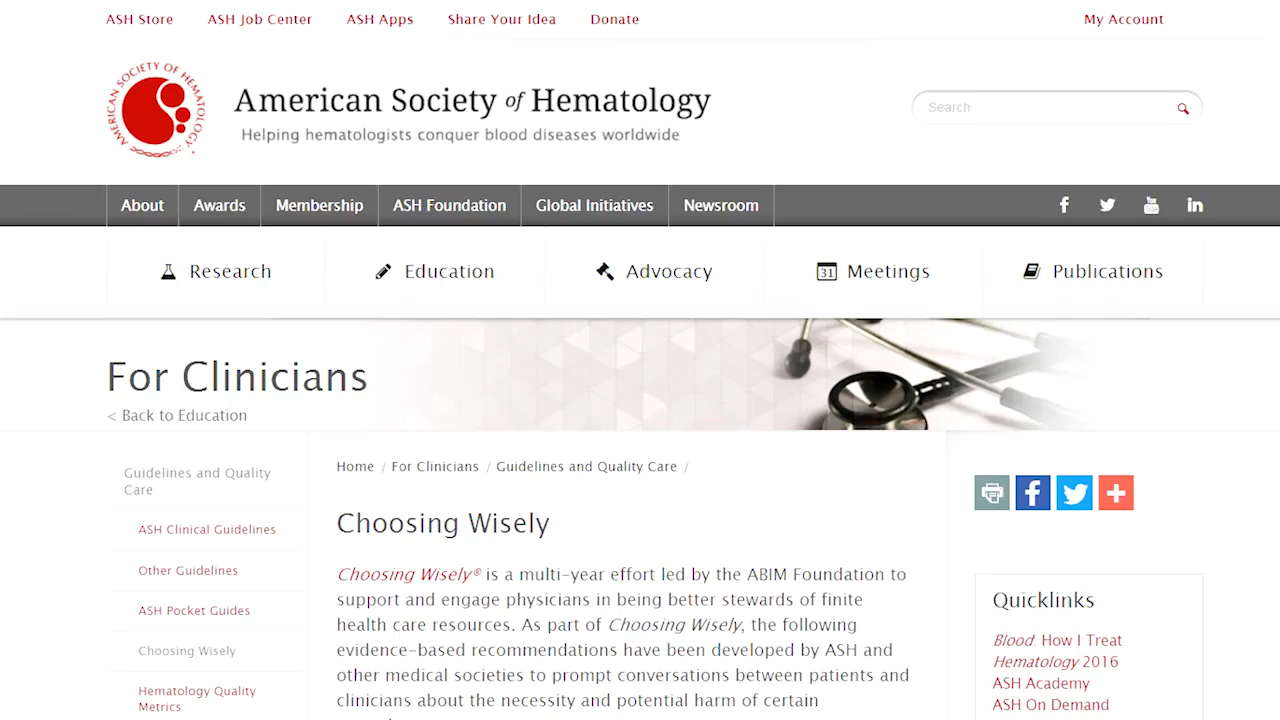 ASH Store ASH Job Center ASH Apps Share Your Idea Donate My Account
AMERICAN SOCIETY OF HEMATOLOGY
American Society of Hematology
Helping hematologists conquer blood diseases worldwide
Search
About Awards Membership ASH Foundation Global Initiatives Newsroom
Research Education Advocacy Meetings Publications
For Clinicians
< Back to Education
Guidelines and Quality
Care
ASH Clinical Guidelines
Other Guidelines
ASH Pocket Guides
Choosing Wisely
Hematology Quality
Metrics
Home / For Clinicians / Guidelines and Quality Care /
Choosing Wisely
Choosing Wisely® is a multi-year effort led by the ABIM Foundation to
support and engage physicians in being better stewards of finite
health care resources. As part of Choosing Wisely, the following
evidence-based recommendations have been developed by ASH and
other medical societies to prompt conversations between patients and
clinicians about the necessity and potential harm of certain
Quicklinks
Blood: How I Treat
Hematology 2016
ASH Academy
ASH On Demand